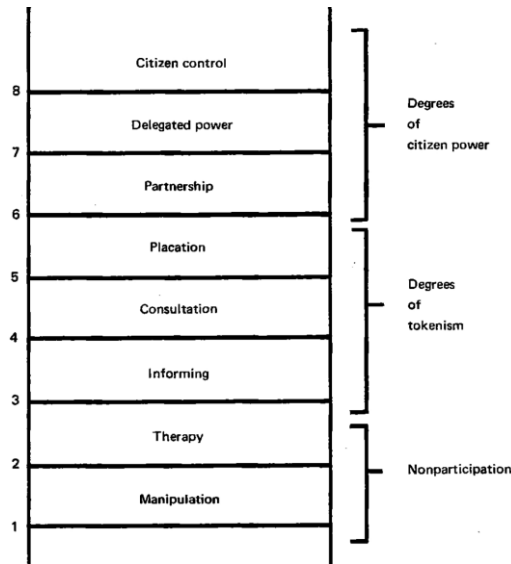 Citizen control
8
Delegated power
7
Partnership
6
Placation
5
Consultation
4
Informing
3
Therapy
2
Manipulation
1
Degrees
of
citizen power
Degrees
of
tokenism
Nonparticipation